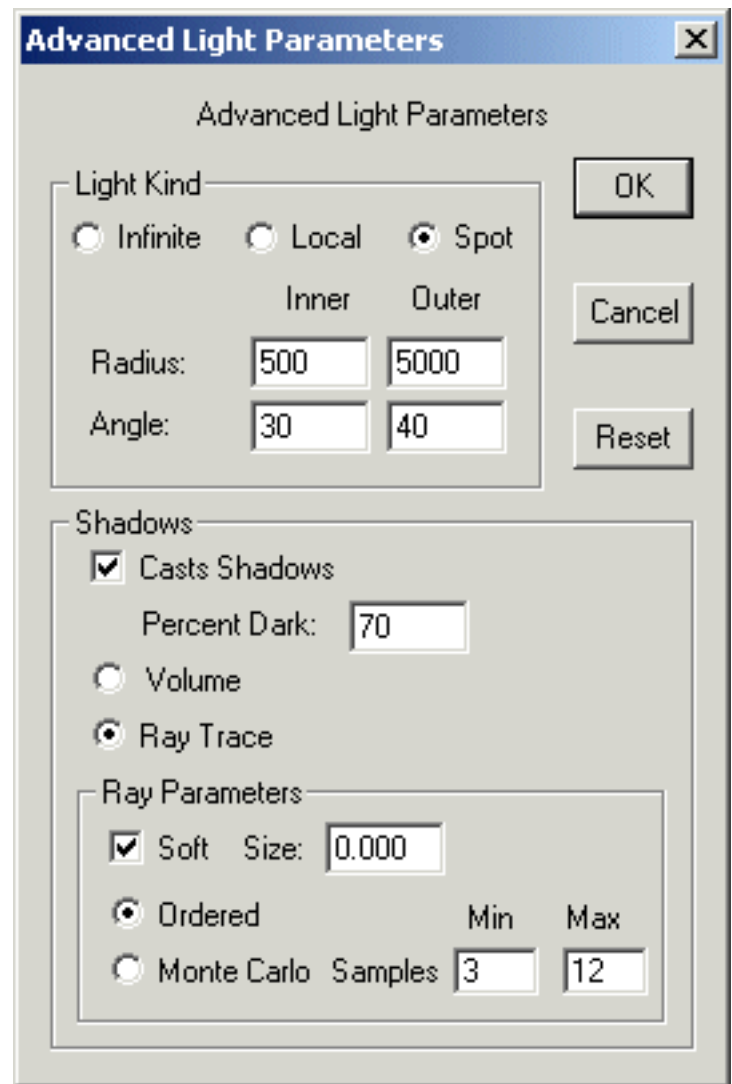 Advanced Light Parameters
Advanced Light Parameters
Light Kind
OK
Infinite Local Spot
Inner Outer
Cancel
Radius: 500 5000
Angle: 30 40
Reset
Shadows
Casts Shadows
Percent Dark: 70
Volume
Ray Trace
Ray Parameters
Soft Size: 0.000
Ordered Min Max
Monte Carlo Samples 3 12